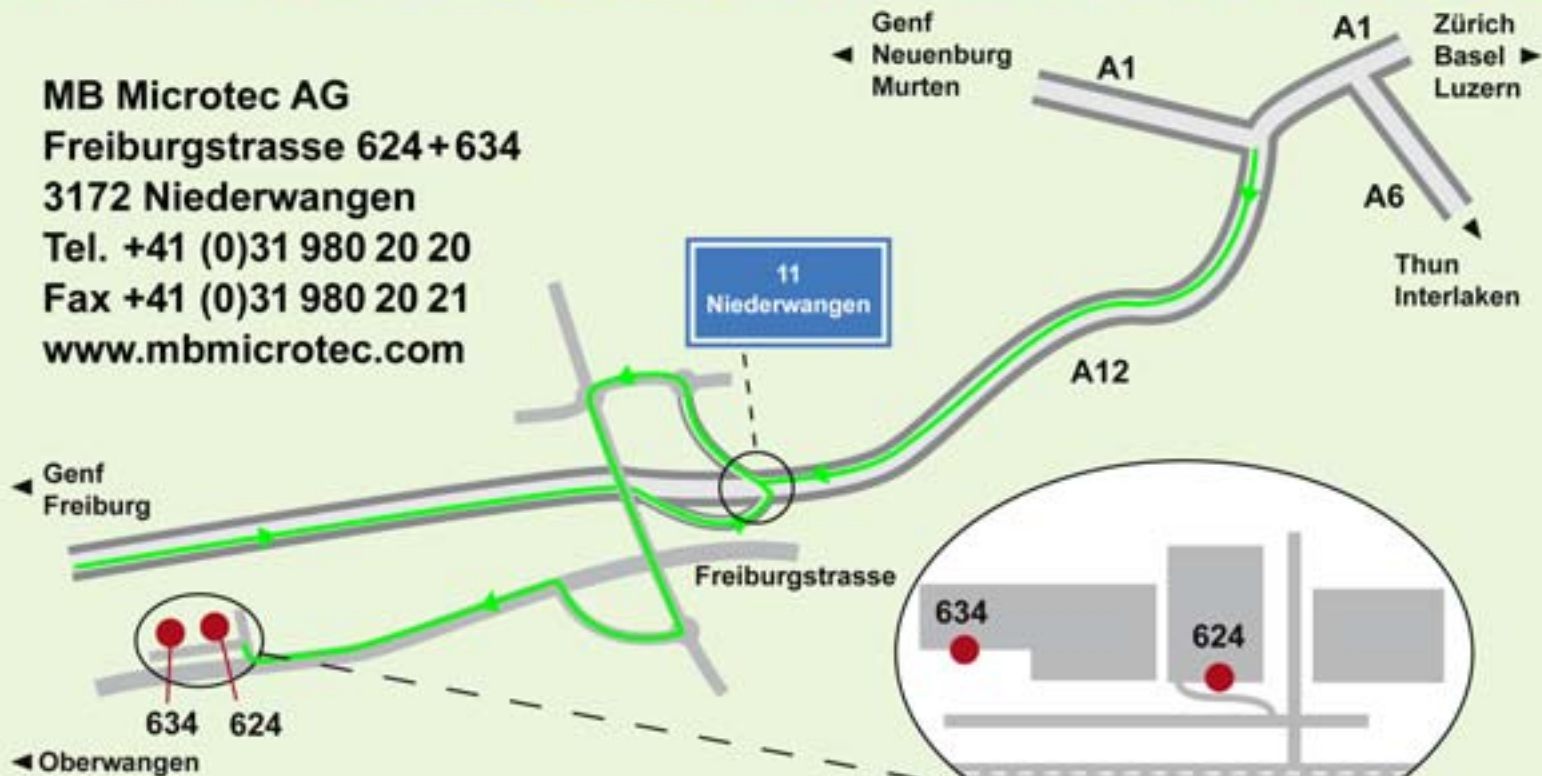 MB Microtec AG
Freiburgstrasse 624+634
3172 Niederwangen
Tel. +41 (0)31 980 20 20
Fax +41 (0)31 980 20 21
www.mbmicrotec.com
Genf
Neuenburg
Murten
A1
A1
Zürich
Basel
Luzern
A6
Thun
Interlaken
11
Niederwangen
A12
Genf
Freiburg
Freiburgstrasse
634
624
634
624
Oberwangen